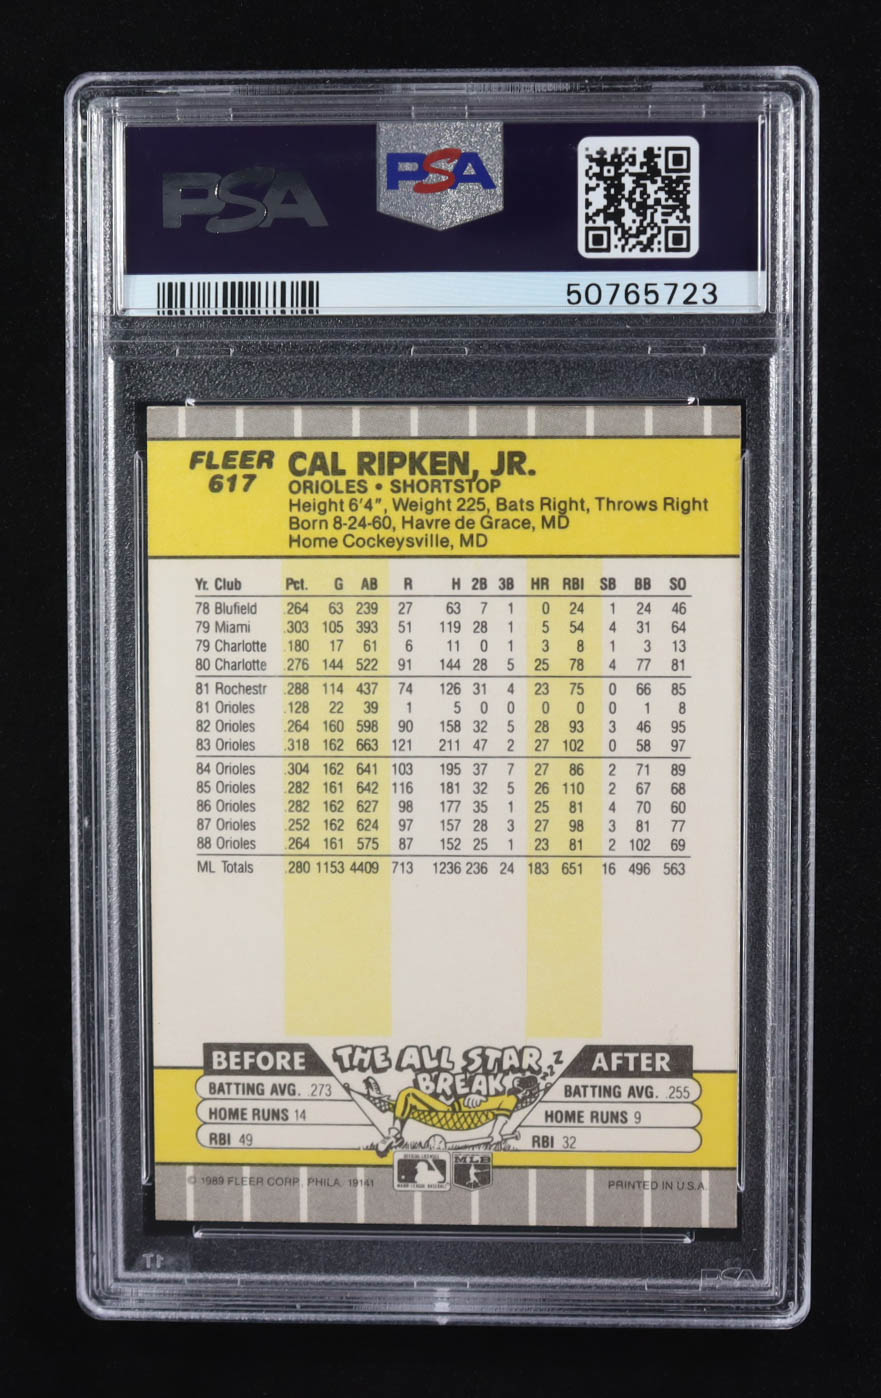 PSA
PSA
50765723
FLEER
617
CAL RIPKEN, JR.
ORIOLES • SHORTSTOP
Height 6'4", Weight 225, Bats Right, Throws Right
Born 8-24-60, Havre de Grace, MD
Home Cockeysville, MD
Yr. Club Pct. G AB R H 2B 3B HR RBI SB BB SO
78 Blufield .264 63 239 27 63 7 1 0 24 1 24 46
79 Miami .303 105 393 51 119 28 1 5 54 4 31 64
79 Charlotte .180 17 61 6 11 0 1 3 8 1 3 13
80 Charlotte .276 144 522 91 144 28 5 25 78 4 77 81
81 Rochestr .288 114 437 74 126 31 4 23 75 0 66 85
81 Orioles .128 22 39 1 5 0 0 0 0 0 1 8
82 Orioles .264 160 598 90 158 32 5 28 93 3 46 95
83 Orioles .318 162 663 121 211 47 2 27 102 0 58 97
84 Orioles .304 162 641 103 195 37 7 27 86 2 71 89
85 Orioles .282 161 642 116 181 32 5 26 110 2 67 68
86 Orioles .282 162 627 98 177 35 1 25 81 4 70 60
87 Orioles .252 162 624 97 157 28 3 27 98 3 81 77
88 Orioles .264 161 575 87 152 25 1 23 81 2 102 69
ML Totals .280 1153 4409 713 1236 236 24 183 651 16 496 563
BEFORE THE ALL STAR BREAK AFTER
ZZZZ
BATTING AVG. .273 BATTING AVG. .255
HOME RUNS 14 HOME RUNS 9
RBI 49 RBI 32
MLB
© 1989 FLEER CORP., PHILA. 19141 PRINTED IN U.S.A.
PSA